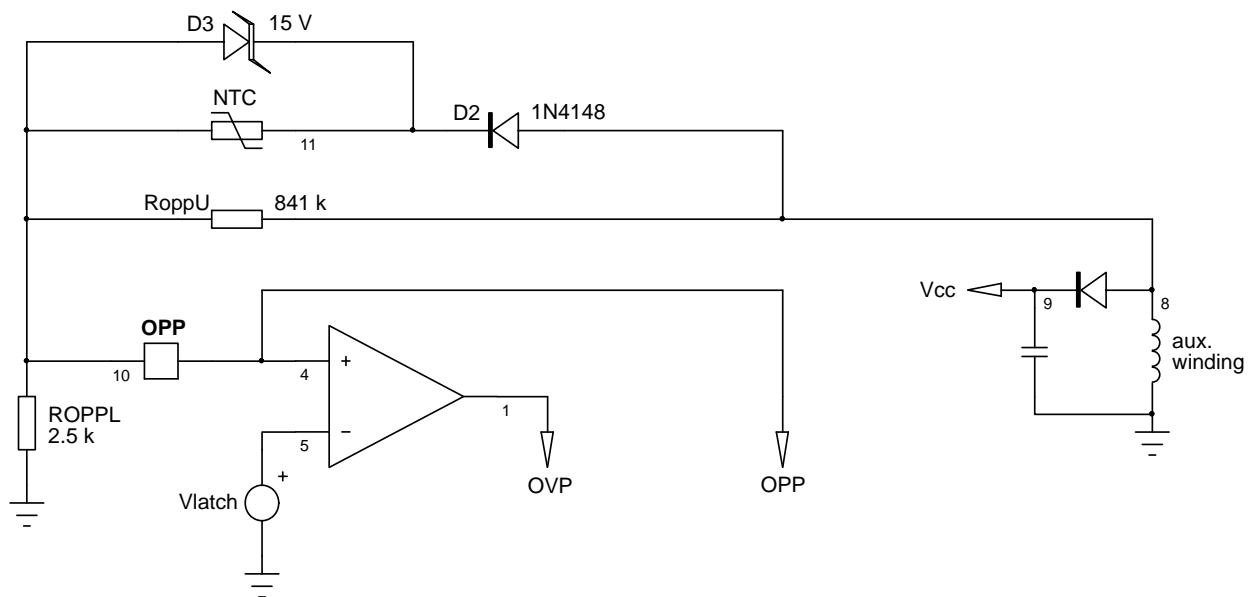 D3 15 V
NTC
11
D2 1N4148
RoppU 841 k
Vcc
9
8
aux.
winding
OPP
10
4
+
ROPPL
2.5 k
5
−
1
+
Vlatch
OVP
OPP